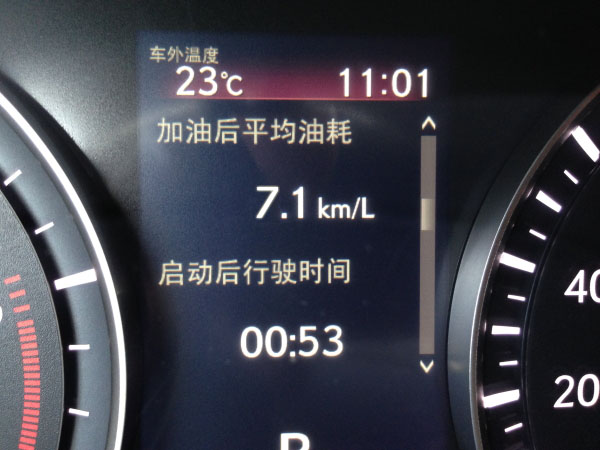 车外温度
23℃ 11:01
加油后平均油耗
7.1 km/L
启动后行驶时间
00:53
40
20